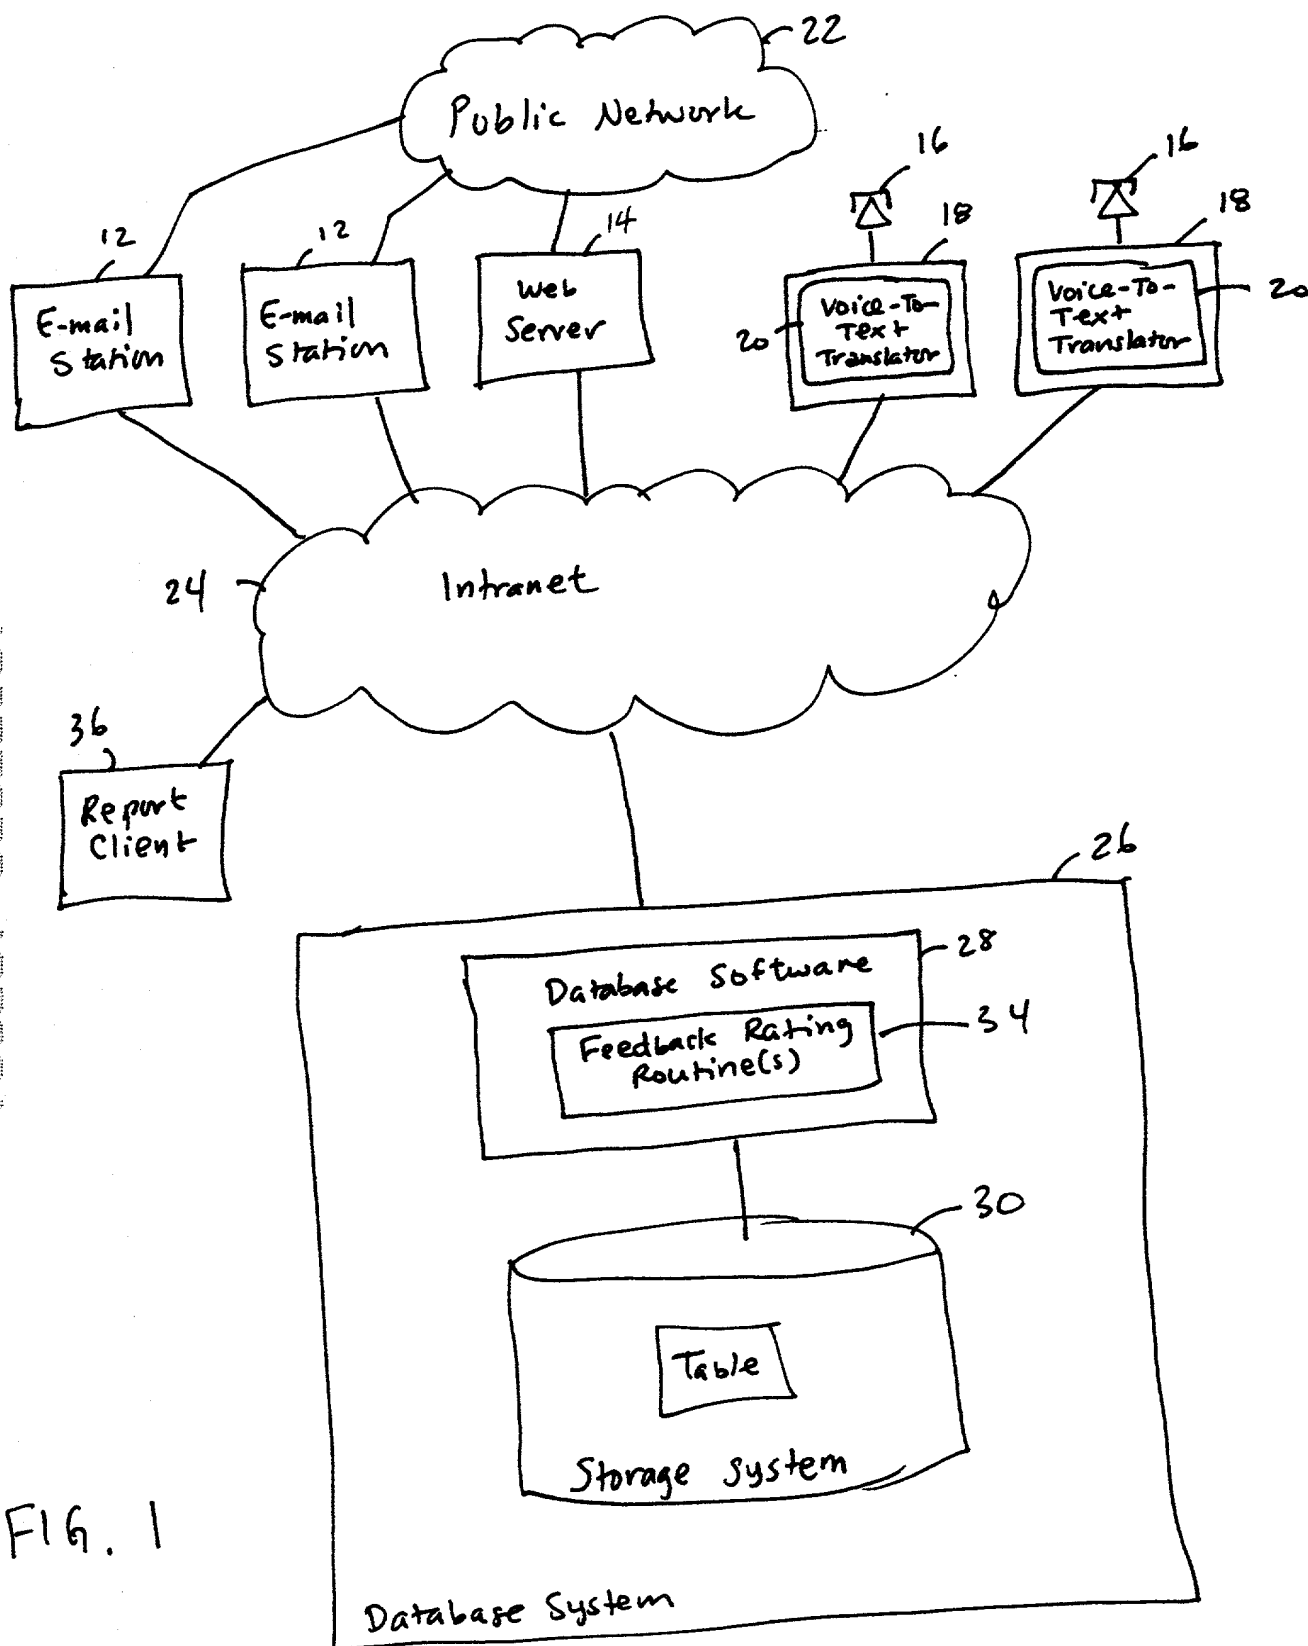 22
Public Network
16
16
12
12
14
18
18
E-mail
Station
E-mail
Station
Web
Server
20
Voice-To-
Text
Translator
Voice-To-
Text
Translator
20
24
Intranet
36
Report
Client
26
28
Database Software
34
Feedback Rating
Routine(s)
30
Table
Storage System
FIG. 1
Database System